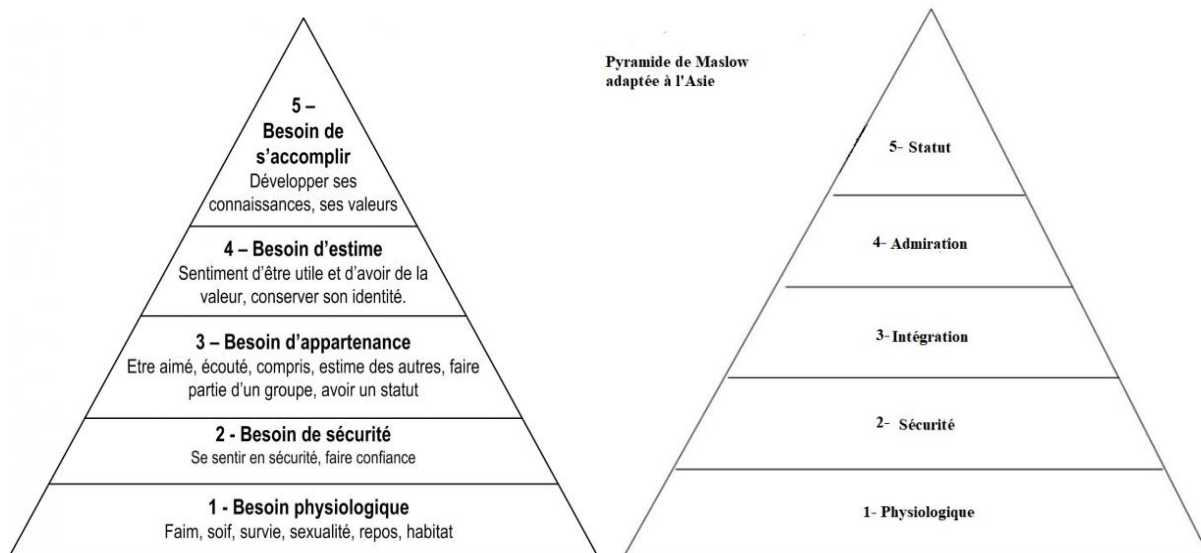 5 –
Besoin de
s’accomplir
Développer ses
connaissances, ses valeurs
4 – Besoin d’estime
Sentiment d’être utile et d’avoir de la
valeur, conserver son identité.
3 – Besoin d’appartenance
Etre aimé, écouté, compris, estime des autres, faire
partie d’un groupe, avoir un statut
2 - Besoin de sécurité
Se sentir en sécurité, faire confiance
1 - Besoin physiologique
Faim, soif, survie, sexualité, repos, habitat
Pyramide de Maslow
adaptée à l'Asie
5- Statut
4- Admiration
3- Intégration
2- Sécurité
1- Physiologique